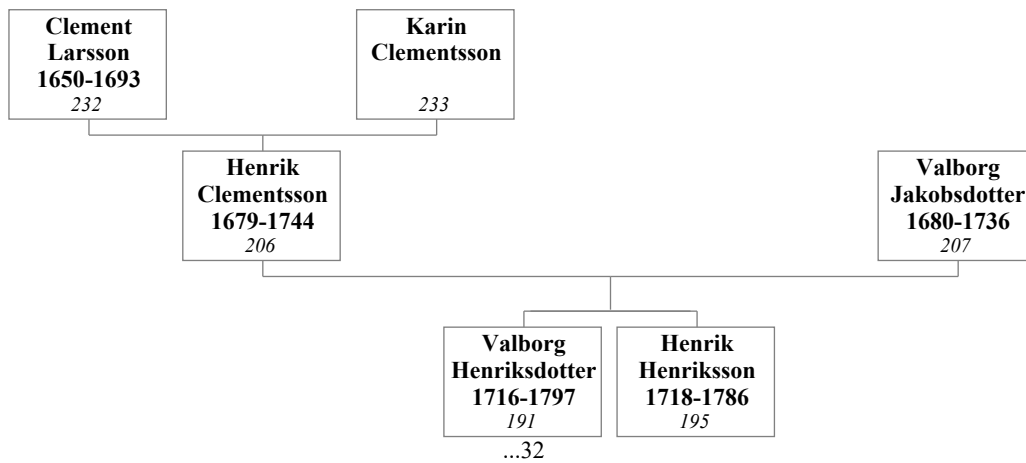 Clement
Larsson
1650-1693
232
Karin
Clementsson
233
Henrik
Clementsson
1679-1744
206
Valborg
Jakobsdotter
1680-1736
207
Valborg
Henriksdotter
1716-1797
191
...32
Henrik
Henriksson
1718-1786
195